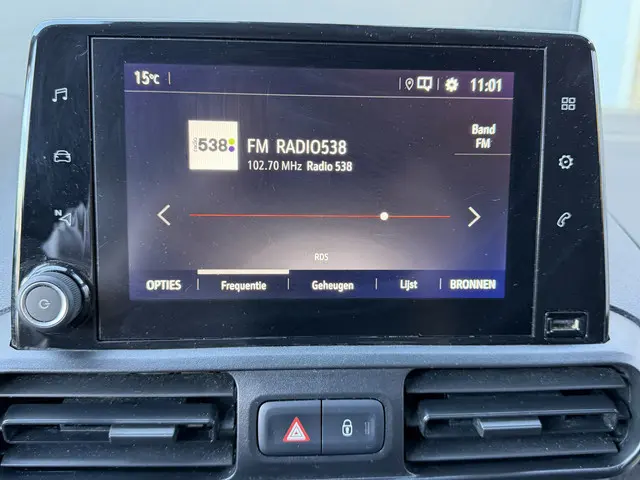 15°C
11:01
radio 538
FM RADIO538
102.70 MHz Radio 538
Band
FM
RDS
OPTIES Frequentie Geheugen Lijst BRONNEN
N